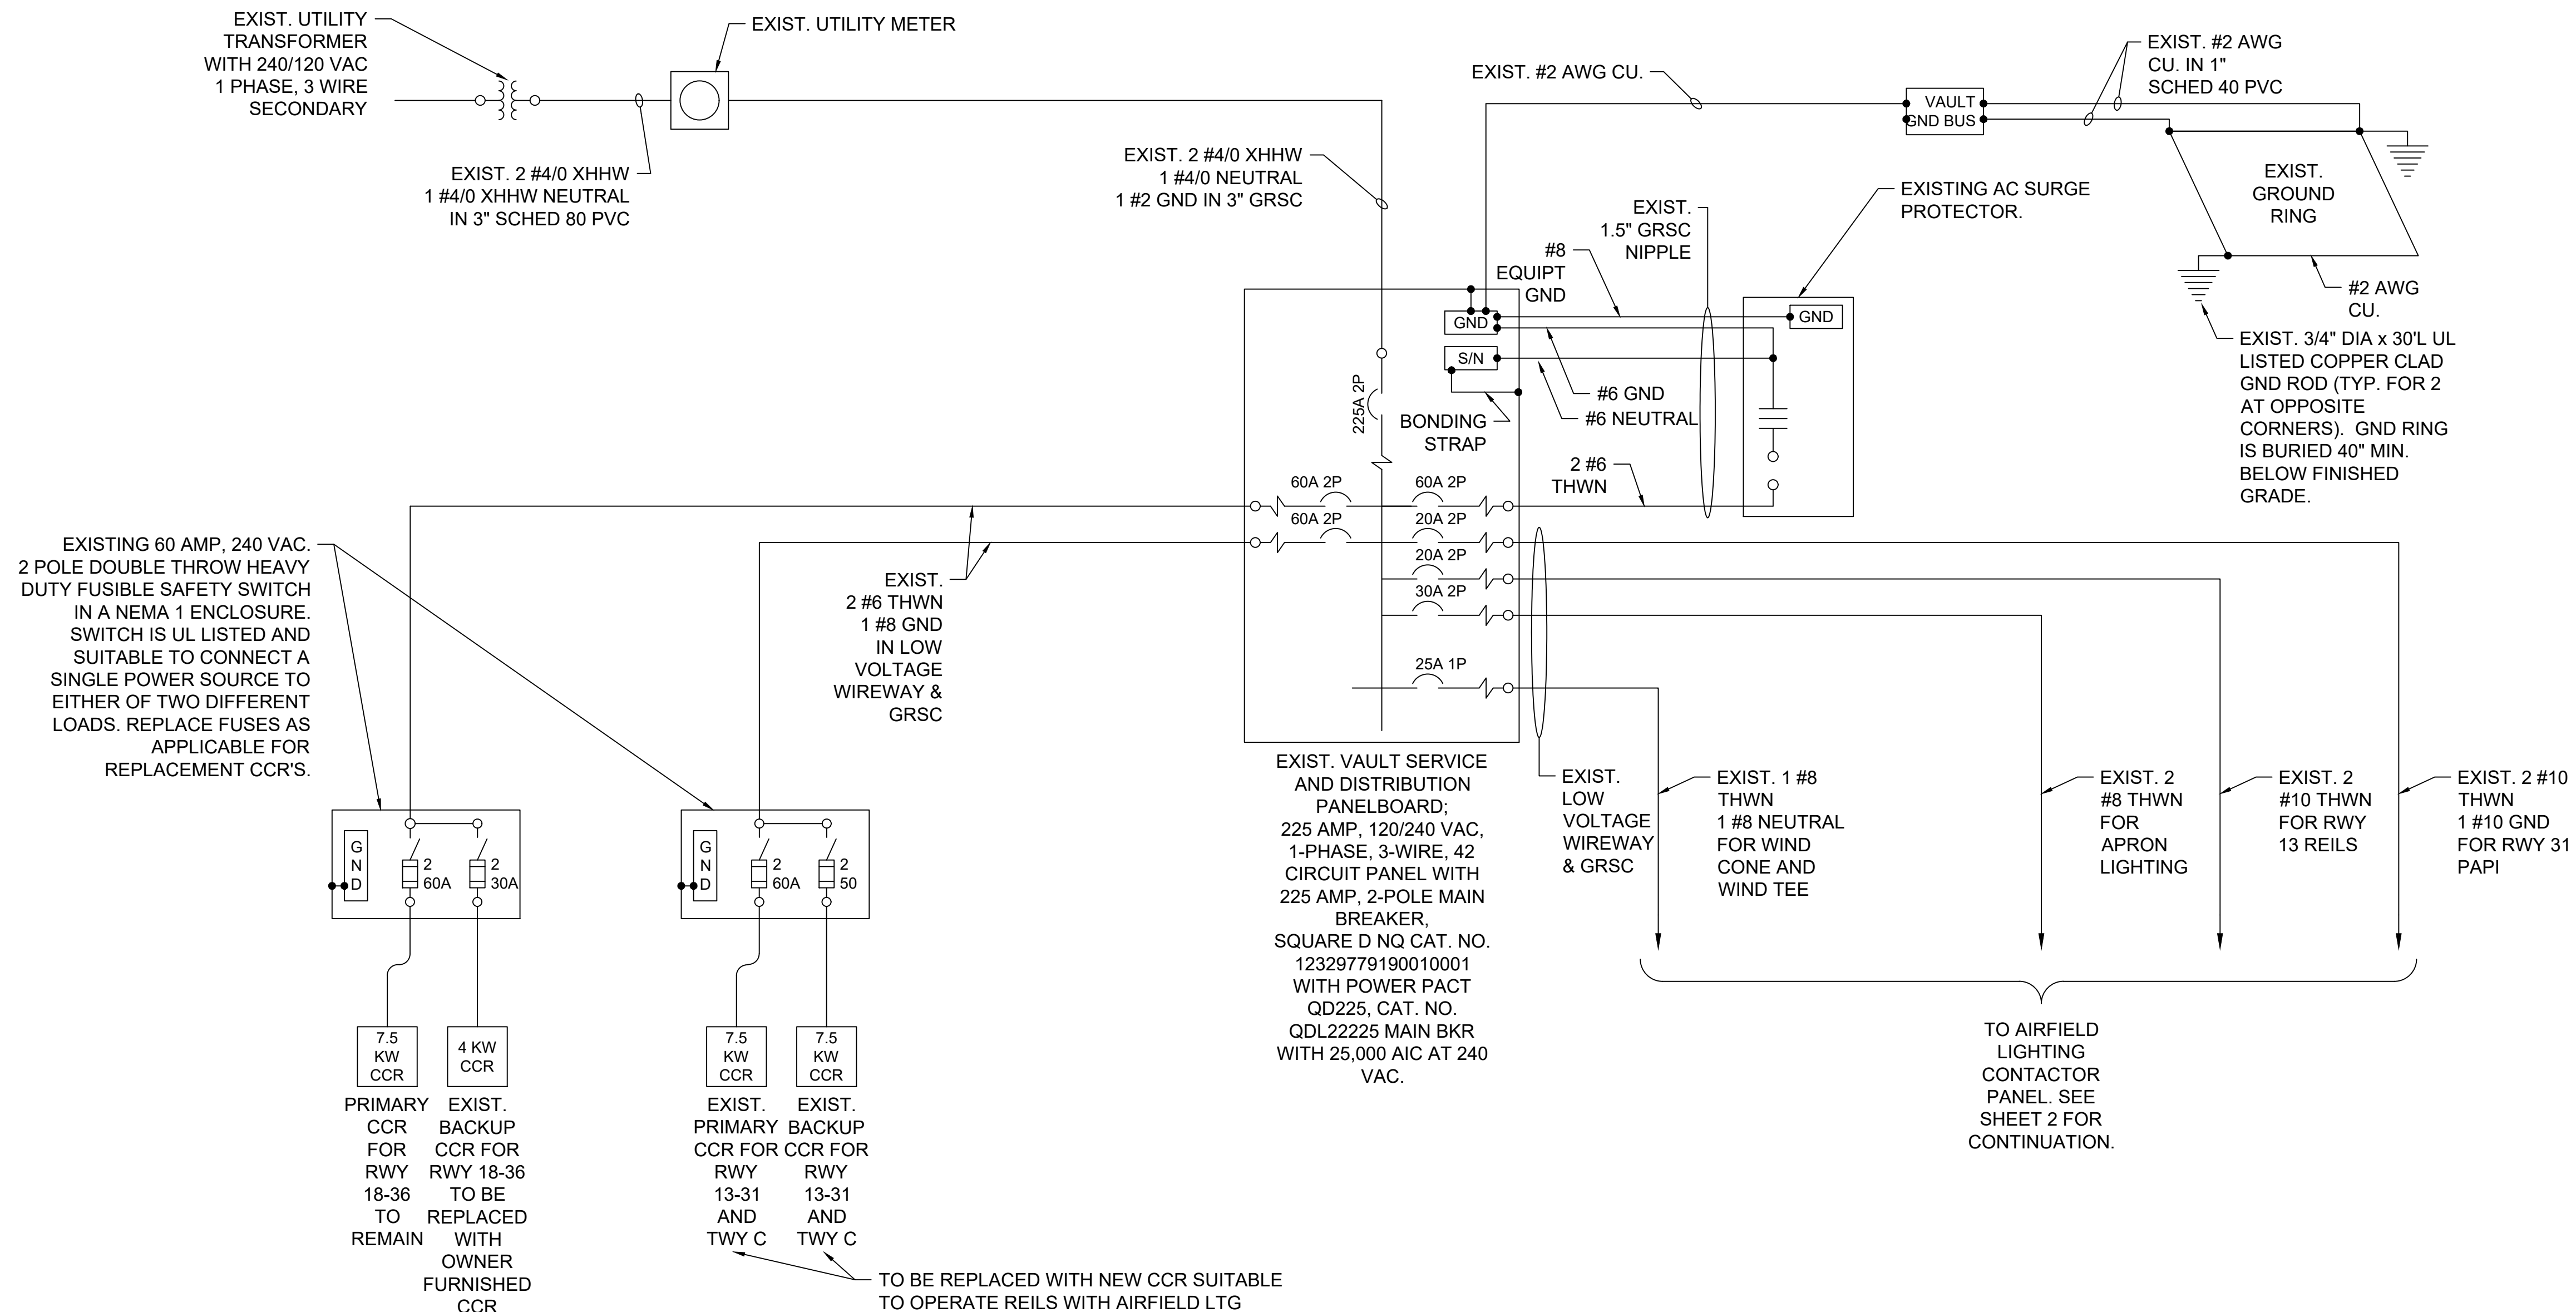 EXIST. UTILITY
TRANSFORMER
WITH 240/120 VAC
1 PHASE, 3 WIRE
SECONDARY
EXIST. UTILITY METER
EXIST. 2 #4/0 XHHW
1 #4/0 XHHW NEUTRAL
IN 3" SCHED 80 PVC
EXIST. 2 #4/0 XHHW
1 #4/0 NEUTRAL
1 #2 GND IN 3" GRSC
EXIST. #2 AWG CU.
VAULT
GND BUS
EXIST. #2 AWG
CU. IN 1"
SCHED 40 PVC
EXIST.
GROUND
RING
#2 AWG
CU.
EXIST. 3/4" DIA x 30'L UL
LISTED COPPER CLAD
GND ROD (TYP. FOR 2
AT OPPOSITE
CORNERS).  GND RING
IS BURIED 40" MIN.
BELOW FINISHED
GRADE.
EXISTING AC SURGE
PROTECTOR.
EXIST.
1.5" GRSC
NIPPLE
#8
EQUIPT
GND
GND
GND
S/N
#6 GND
#6 NEUTRAL
BONDING
STRAP
2 #6
THWN
225A 2P
60A 2P
60A 2P
60A 2P
20A 2P
20A 2P
30A 2P
25A 1P
EXIST.
2 #6 THWN
1 #8 GND
IN LOW
VOLTAGE
WIREWAY &
GRSC
EXISTING 60 AMP, 240 VAC.
2 POLE DOUBLE THROW HEAVY
DUTY FUSIBLE SAFETY SWITCH
IN A NEMA 1 ENCLOSURE.
SWITCH IS UL LISTED AND
SUITABLE TO CONNECT A
SINGLE POWER SOURCE TO
EITHER OF TWO DIFFERENT
LOADS. REPLACE FUSES AS
APPLICABLE FOR
REPLACEMENT CCR'S.
G
N
D
2
60A
2
30A
G
N
D
2
60A
2
50
7.5
KW
CCR
4 KW
CCR
7.5
KW
CCR
7.5
KW
CCR
PRIMARY
CCR
FOR
RWY
18-36
TO
REMAIN
EXIST.
BACKUP
CCR FOR
RWY 18-36
TO BE
REPLACED
WITH
OWNER
FURNISHED
CCR
EXIST.
PRIMARY
CCR FOR
RWY
13-31
AND
TWY C
EXIST.
BACKUP
CCR FOR
RWY
13-31
AND
TWY C
TO BE REPLACED WITH NEW CCR SUITABLE
TO OPERATE REILS WITH AIRFIELD LTG
EXIST. VAULT SERVICE
AND DISTRIBUTION
PANELBOARD;
225 AMP, 120/240 VAC,
1-PHASE, 3-WIRE, 42
CIRCUIT PANEL WITH
225 AMP, 2-POLE MAIN
BREAKER,
SQUARE D NQ CAT. NO.
12329779190010001
WITH POWER PACT
QD225, CAT. NO.
QDL22225 MAIN BKR
WITH 25,000 AIC AT 240
VAC.
EXIST.
LOW
VOLTAGE
WIREWAY
& GRSC
EXIST. 1 #8
THWN
1 #8 NEUTRAL
FOR WIND
CONE AND
WIND TEE
EXIST. 2
#8 THWN
FOR
APRON
LIGHTING
EXIST. 2
#10 THWN
FOR RWY
13 REILS
EXIST. 2 #10
THWN
1 #10 GND
FOR RWY 31
PAPI
TO AIRFIELD
LIGHTING
CONTACTOR
PANEL. SEE
SHEET 2 FOR
CONTINUATION.